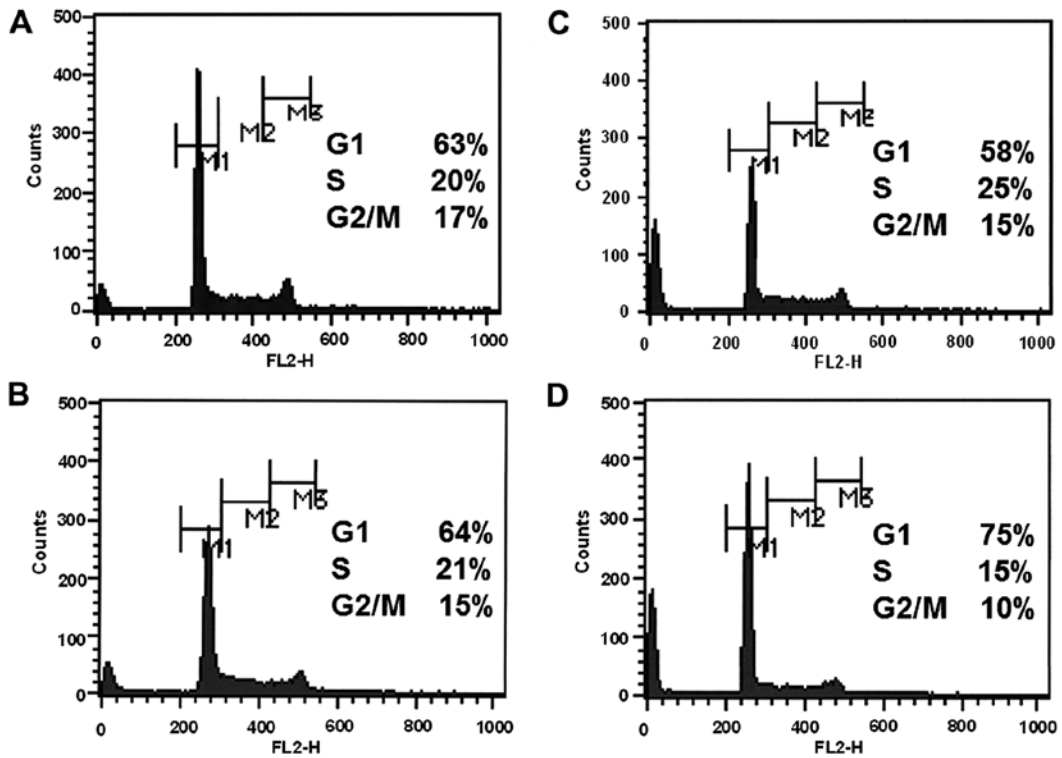 A
500
400
300
200
100
0
Counts
M1
M2
M3
G1 63%
S 20%
G2/M 17%
0 200 400 600 800 1000
FL2-H
C
500
400
300
200
100
0
Counts
M1
M2
M3
G1 58%
S 25%
G2/M 15%
0 200 400 600 800 1000
FL2-H
B
500
400
300
200
100
0
Counts
M1
M2
M3
G1 64%
S 21%
G2/M 15%
0 200 400 600 800 1000
FL2-H
D
500
400
300
200
100
0
Counts
M1
M2
M3
G1 75%
S 15%
G2/M 10%
0 200 400 600 800 1000
FL2-H